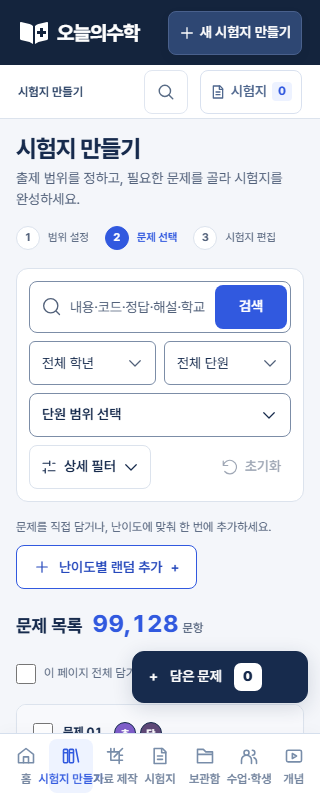 오늘의수학
+ 새 시험지 만들기
시험지 만들기
시험지 0
시험지 만들기
출제 범위를 정하고, 필요한 문제를 골라 시험지를
완성하세요.
1 범위 설정 2 문제 선택 3 시험지 편집
내용·코드·정답·해설·학교 검색
전체 학년 전체 단원
단원 범위 선택
상세 필터 초기화
문제를 직접 담거나, 난이도에 맞춰 한 번에 추가하세요.
+ 난이도별 랜덤 추가 +
문제 목록 99,128 문항
이 페이지 전체 담기
+ 담은 문제 0
문제 01
홈 시험지 만들기 자료 제작 시험지 보관함 수업·학생 개념